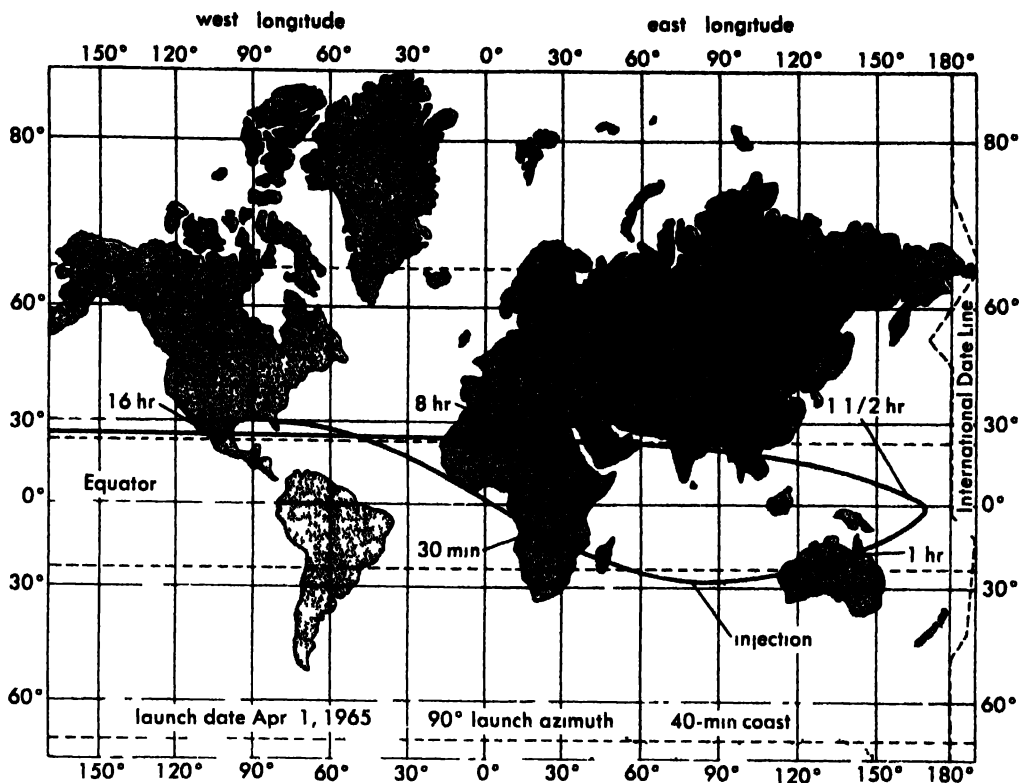 west longitude
east longitude
150° 120° 90° 60° 30° 0° 30° 60° 90° 120° 150° 180°
80° 80°
60° 60°
16 hr
8 hr
1 1/2 hr
30° 30°
International Date Line
Equator
0° 0°
30 min
1 hr
30° 30°
injection
60° 60°
launch date Apr 1, 1965 90° launch azimuth 40-min coast
150° 120° 90° 60° 30° 0° 30° 60° 90° 120° 150° 180°